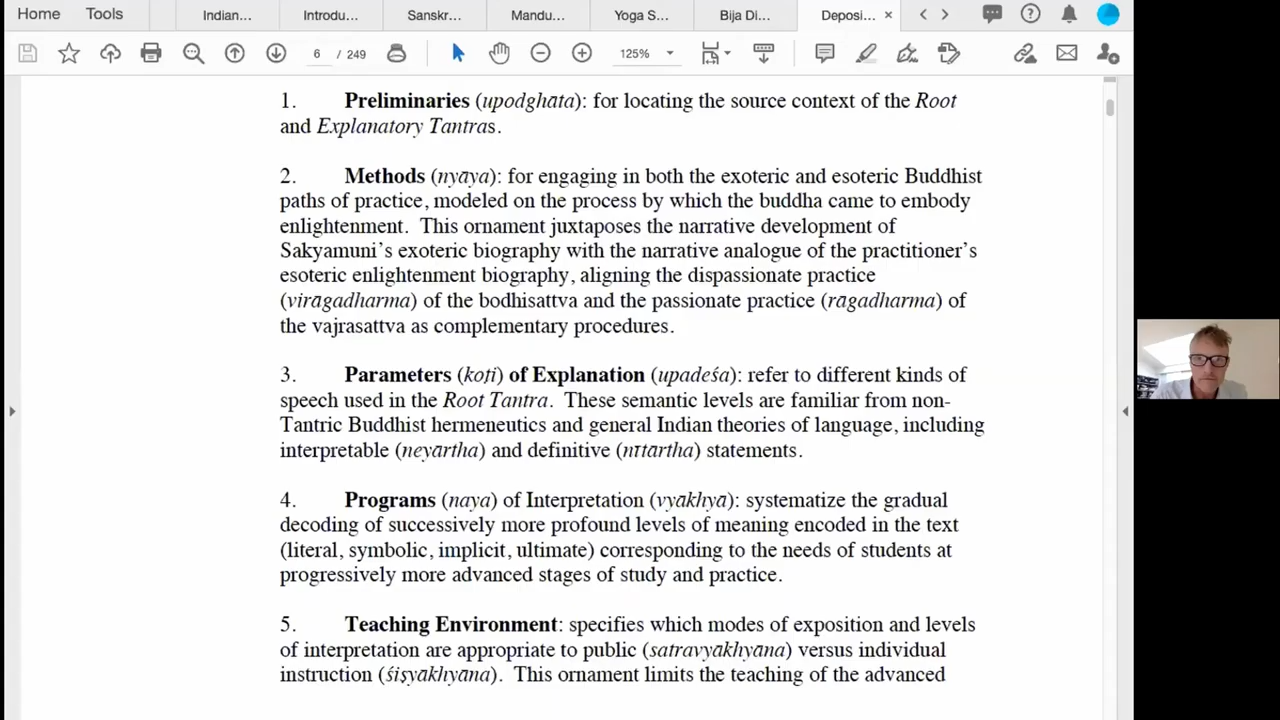 Home Tools Indian... Introdu... Sanskr... Mandu... Yoga S... Bija Di... Deposi... ×
6 / 249 125%
1. Preliminaries (upodghāta): for locating the source context of the Root
and Explanatory Tantras.
2. Methods (nyāya): for engaging in both the exoteric and esoteric Buddhist
paths of practice, modeled on the process by which the buddha came to embody
enlightenment. This ornament juxtaposes the narrative development of
Sakyamuni's exoteric biography with the narrative analogue of the practitioner's
esoteric enlightenment biography, aligning the dispassionate practice
(virāgadharma) of the bodhisattva and the passionate practice (rāgadharma) of
the vajrasattva as complementary procedures.
3. Parameters (koṭi) of Explanation (upadeśa): refer to different kinds of
speech used in the Root Tantra. These semantic levels are familiar from non-
Tantric Buddhist hermeneutics and general Indian theories of language, including
interpretable (neyārtha) and definitive (nītārtha) statements.
4. Programs (naya) of Interpretation (vyākhyā): systematize the gradual
decoding of successively more profound levels of meaning encoded in the text
(literal, symbolic, implicit, ultimate) corresponding to the needs of students at
progressively more advanced stages of study and practice.
5. Teaching Environment: specifies which modes of exposition and levels
of interpretation are appropriate to public (satravyākhyāna) versus individual
instruction (śiṣyākhyāna). This ornament limits the teaching of the advanced